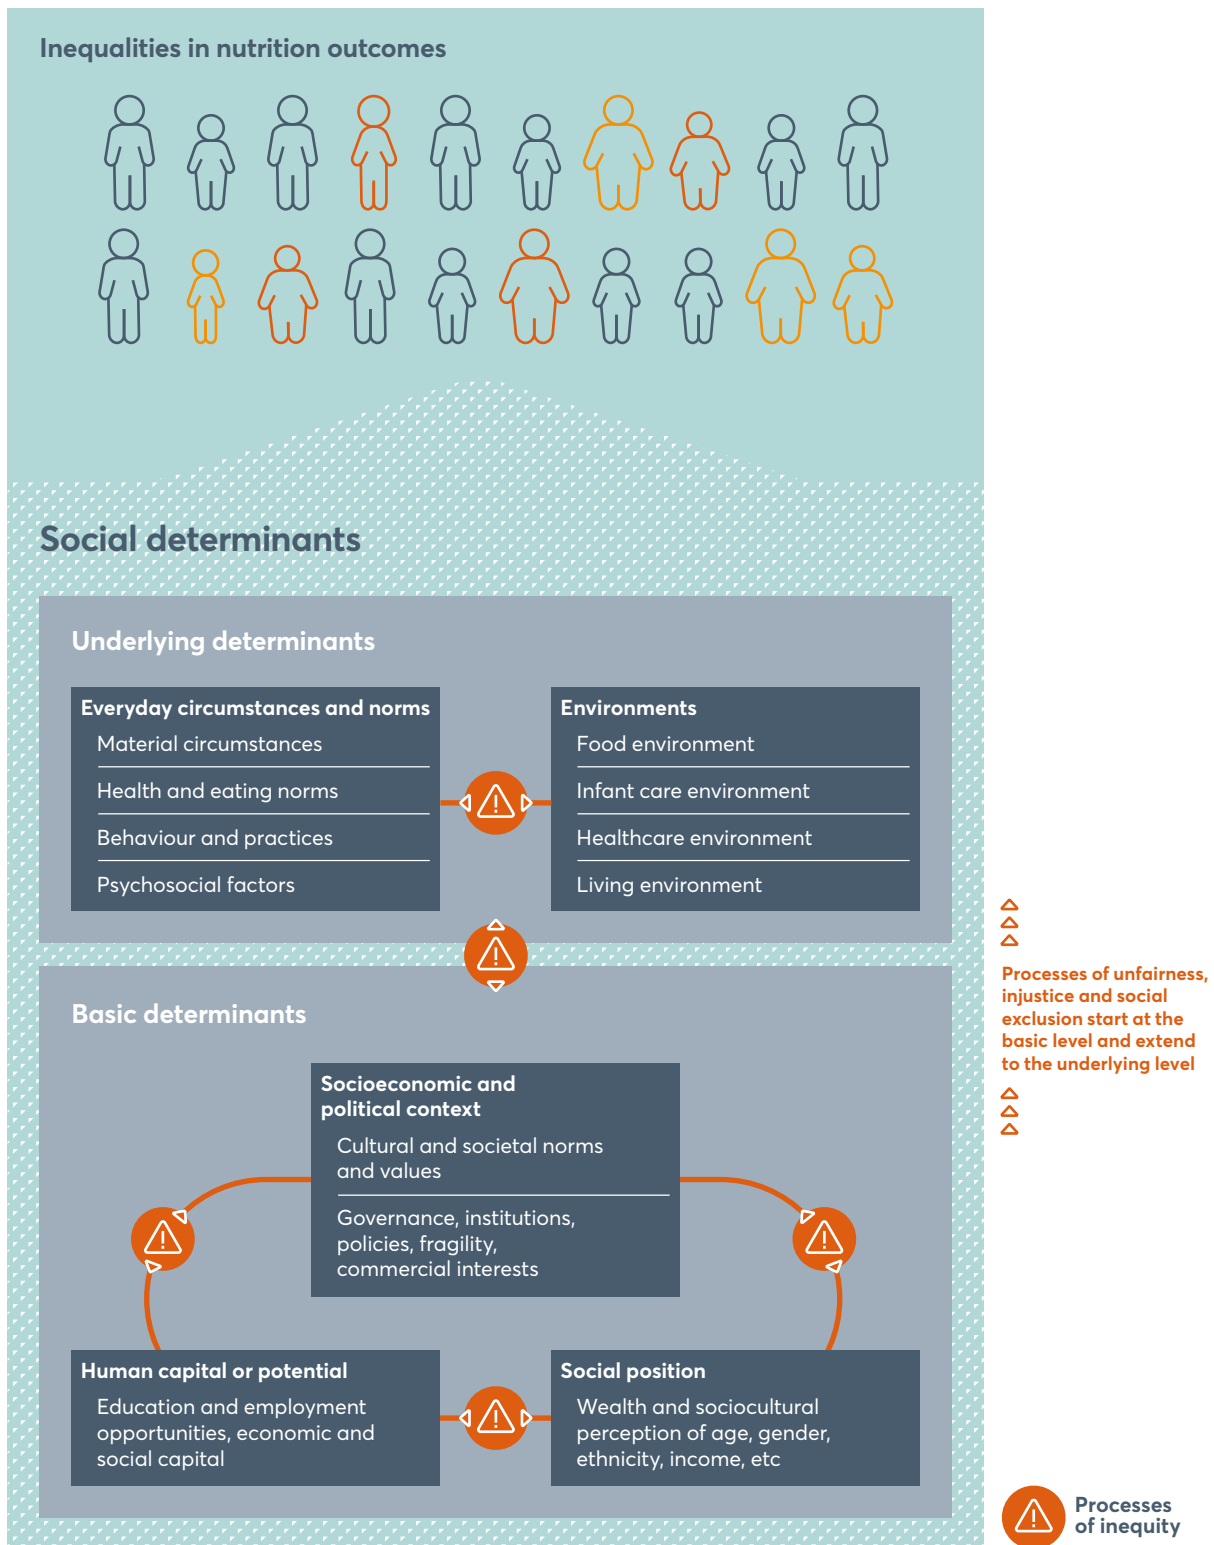 Inequalities in nutrition outcomes
Social determinants
Underlying determinants
Everyday circumstances and norms
Material circumstances
Health and eating norms
Behaviour and practices
Psychosocial factors
Environments
Food environment
Infant care environment
Healthcare environment
Living environment
Processes of unfairness,
injustice and social
exclusion start at the
basic level and extend
to the underlying level
Basic determinants
Socioeconomic and
political context
Cultural and societal norms
and values
Governance, institutions,
policies, fragility,
commercial interests
Human capital or potential
Education and employment
opportunities, economic and
social capital
Social position
Wealth and sociocultural
perception of age, gender,
ethnicity, income, etc
Processes
of inequity